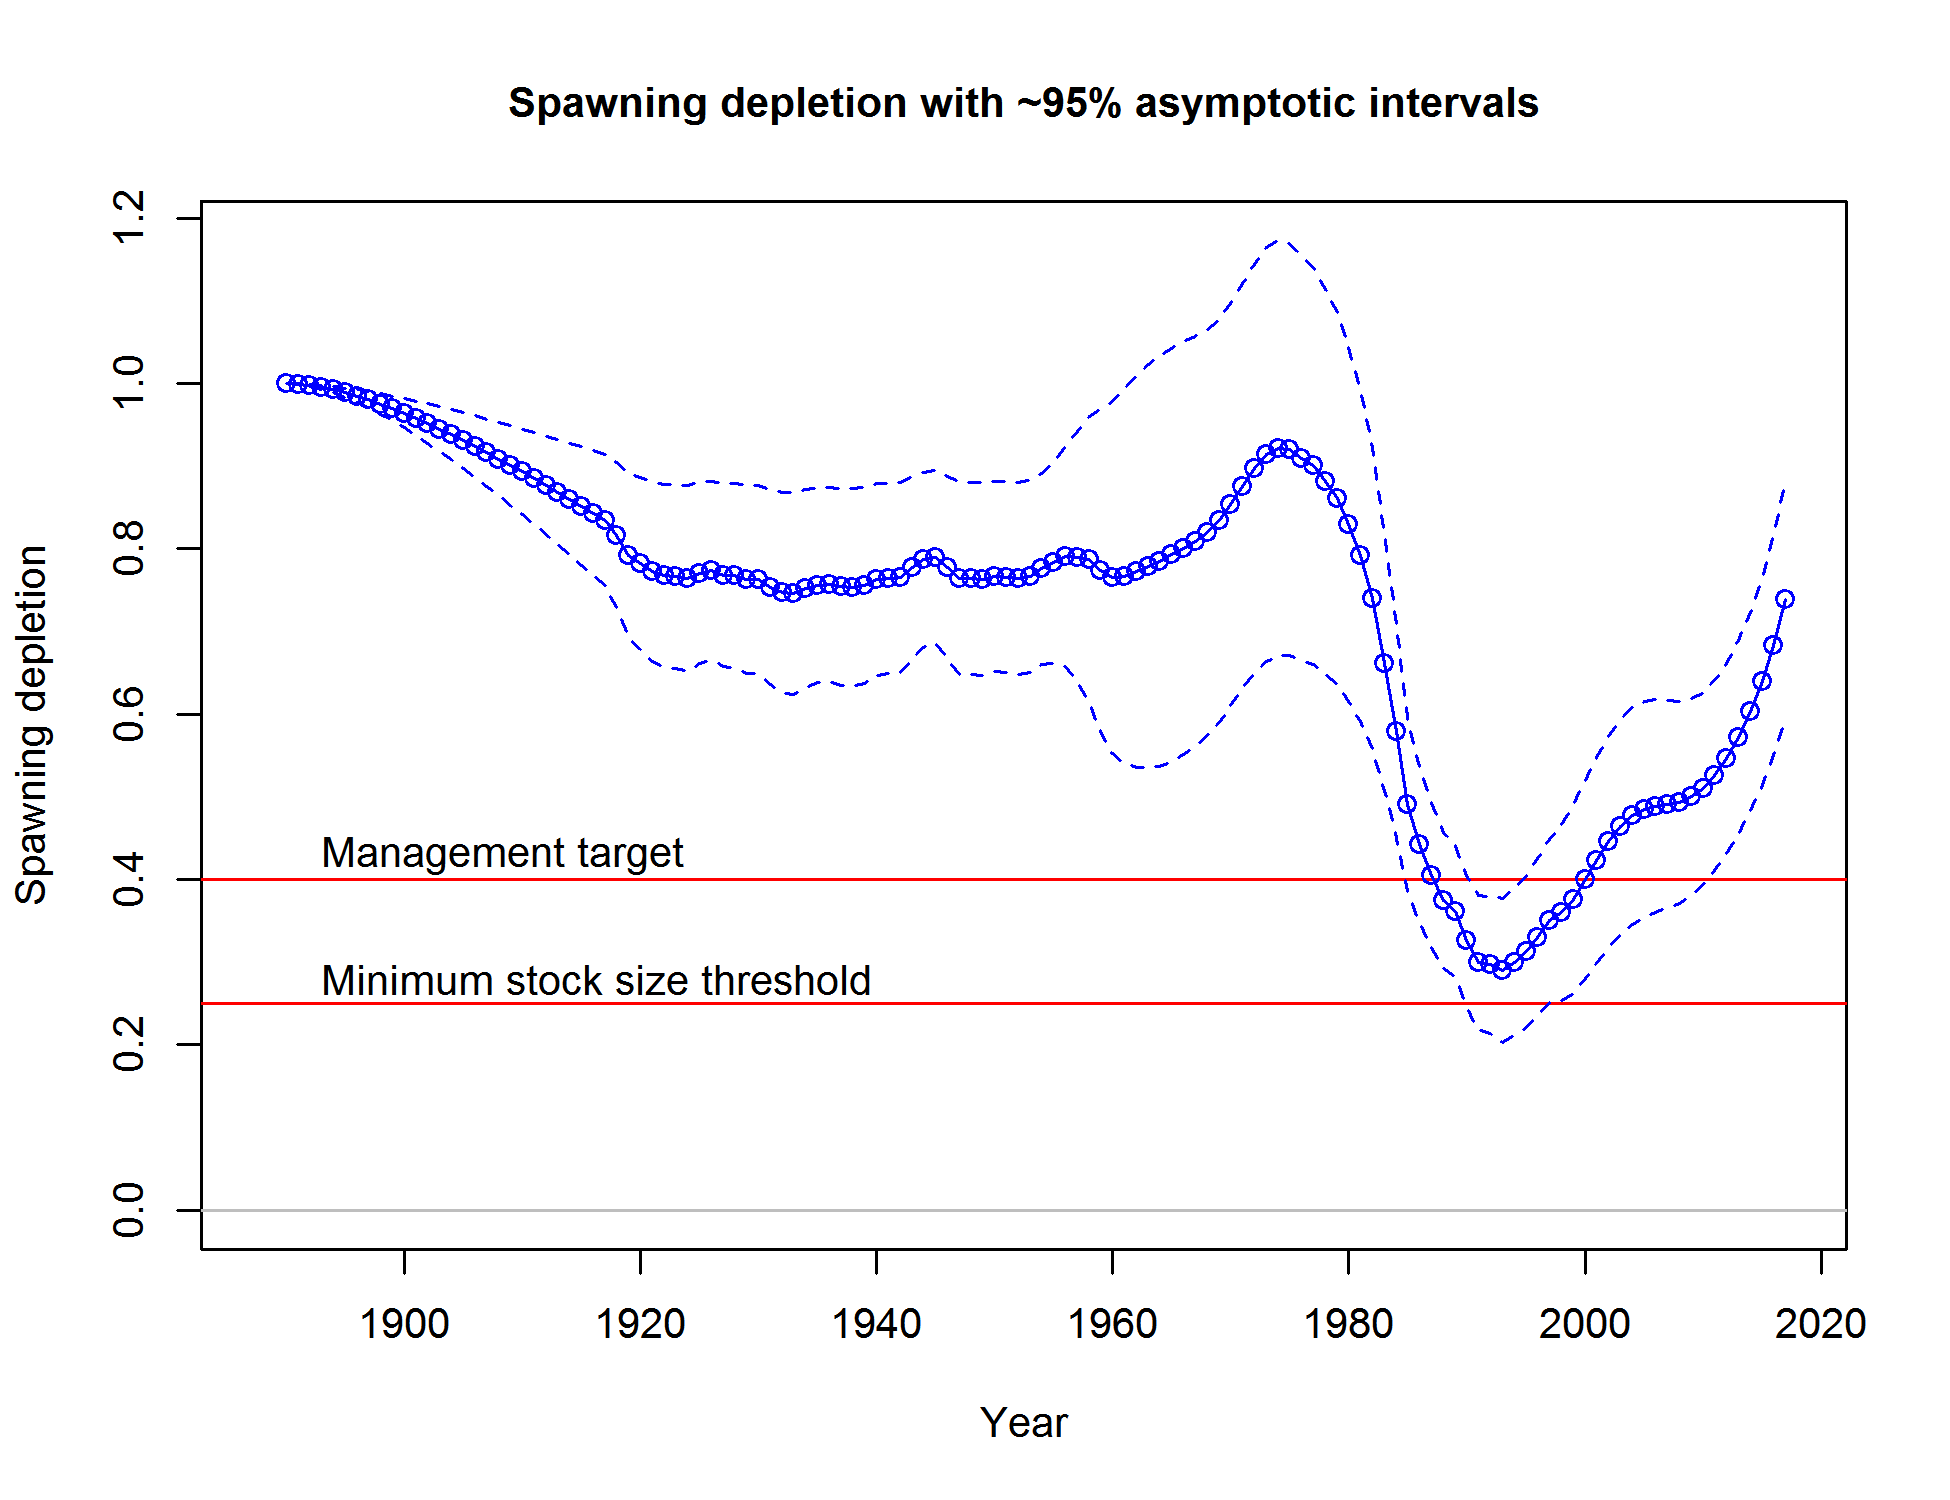 Spawning depletion with ~95% asymptotic intervals
Spawning depletion
1.2
1.0
0.8
0.6
0.4
0.2
0.0
Management target
Minimum stock size threshold
1900 1920 1940 1960 1980 2000 2020
Year